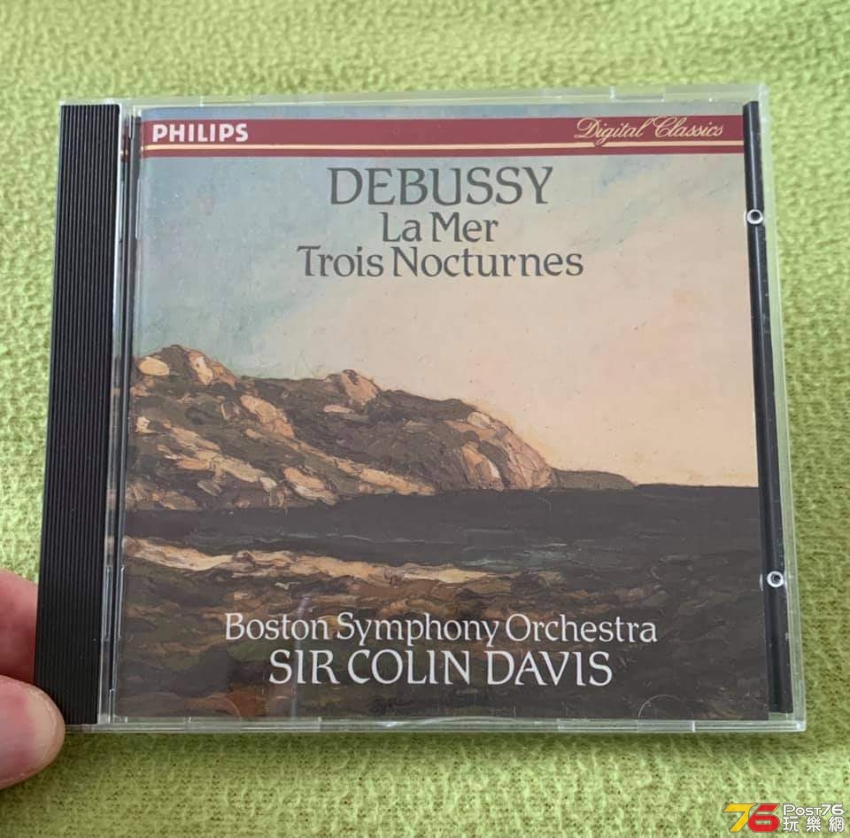 PHILIPS
Digital Classics
DEBUSSY
La Mer
Trois Nocturnes
Boston Symphony Orchestra
SIR COLIN DAVIS
76 Post76
玩樂網